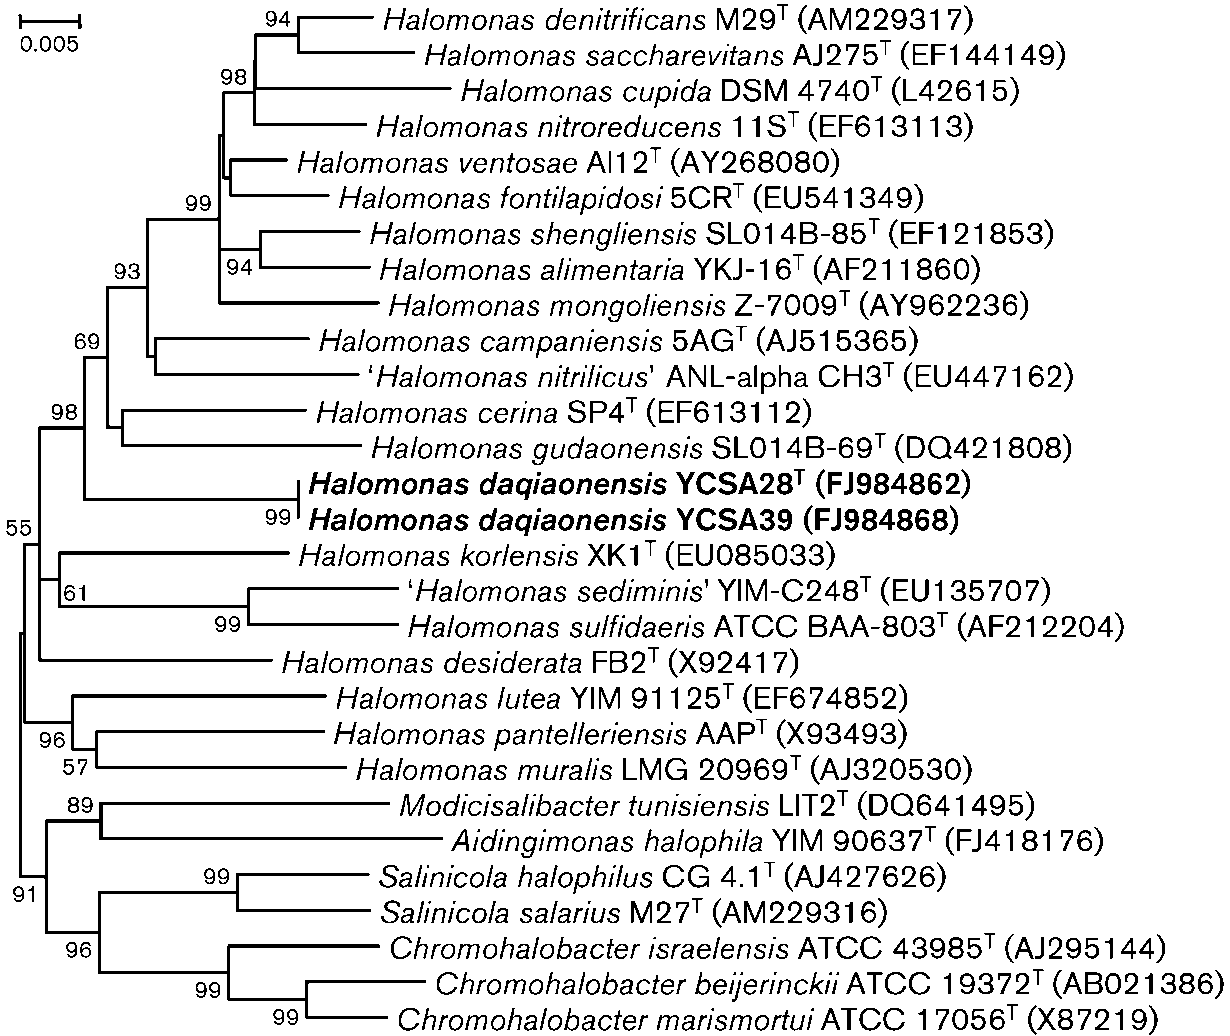 0.005
94
Halomonas denitrificans M29ᵀ (AM229317)
Halomonas saccharevitans AJ275ᵀ (EF144149)
98
Halomonas cupida DSM 4740ᵀ (L42615)
Halomonas nitroreducens 11Sᵀ (EF613113)
Halomonas ventosae Al12ᵀ (AY268080)
99
Halomonas fontilapidosi 5CRᵀ (EU541349)
Halomonas shengliensis SL014B-85ᵀ (EF121853)
94
Halomonas alimentaria YKJ-16ᵀ (AF211860)
93
Halomonas mongoliensis Z-7009ᵀ (AY962236)
69
Halomonas campaniensis 5AGᵀ (AJ515365)
‘Halomonas nitrilicus’ ANL-alpha CH3ᵀ (EU447162)
98
Halomonas cerina SP4ᵀ (EF613112)
Halomonas gudaonensis SL014B-69ᵀ (DQ421808)
Halomonas daqiaonensis YCSA28ᵀ (FJ984862)
99
Halomonas daqiaonensis YCSA39 (FJ984868)
55
Halomonas korlensis XK1ᵀ (EU085033)
61
‘Halomonas sediminis’ YIM-C248ᵀ (EU135707)
99
Halomonas sulfidaeris ATCC BAA-803ᵀ (AF212204)
Halomonas desiderata FB2ᵀ (X92417)
Halomonas lutea YIM 91125ᵀ (EF674852)
96
Halomonas pantelleriensis AAPᵀ (X93493)
57
Halomonas muralis LMG 20969ᵀ (AJ320530)
89
Modicisalibacter tunisiensis LIT2ᵀ (DQ641495)
Aidingimonas halophila YIM 90637ᵀ (FJ418176)
99
Salinicola halophilus CG 4.1ᵀ (AJ427626)
91
Salinicola salarius M27ᵀ (AM229316)
96
Chromohalobacter israelensis ATCC 43985ᵀ (AJ295144)
99
Chromohalobacter beijerinckii ATCC 19372ᵀ (AB021386)
99
Chromohalobacter marismortui ATCC 17056ᵀ (X87219)